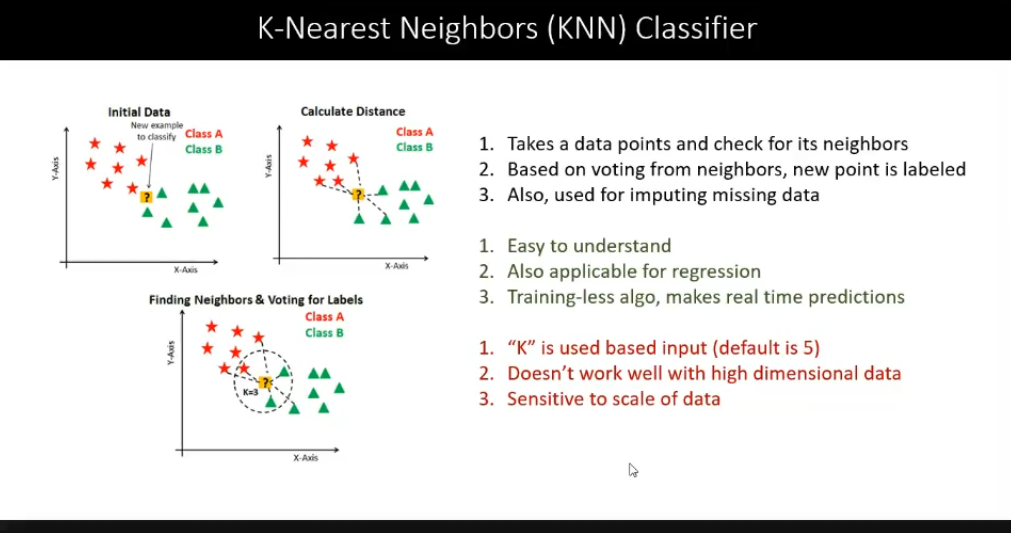 K-Nearest Neighbors (KNN) Classifier
Initial Data
New example
to classify
Class A
Class B
Y-Axis
?
X-Axis
Calculate Distance
Class A
Class B
Y-Axis
?
X-Axis
Finding Neighbors & Voting for Labels
Class A
Class B
Y-Axis
?
K=3
X-Axis
1. Takes a data points and check for its neighbors
2. Based on voting from neighbors, new point is labeled
3. Also, used for imputing missing data
1. Easy to understand
2. Also applicable for regression
3. Training-less algo, makes real time predictions
1. “K” is used based input (default is 5)
2. Doesn’t work well with high dimensional data
3. Sensitive to scale of data